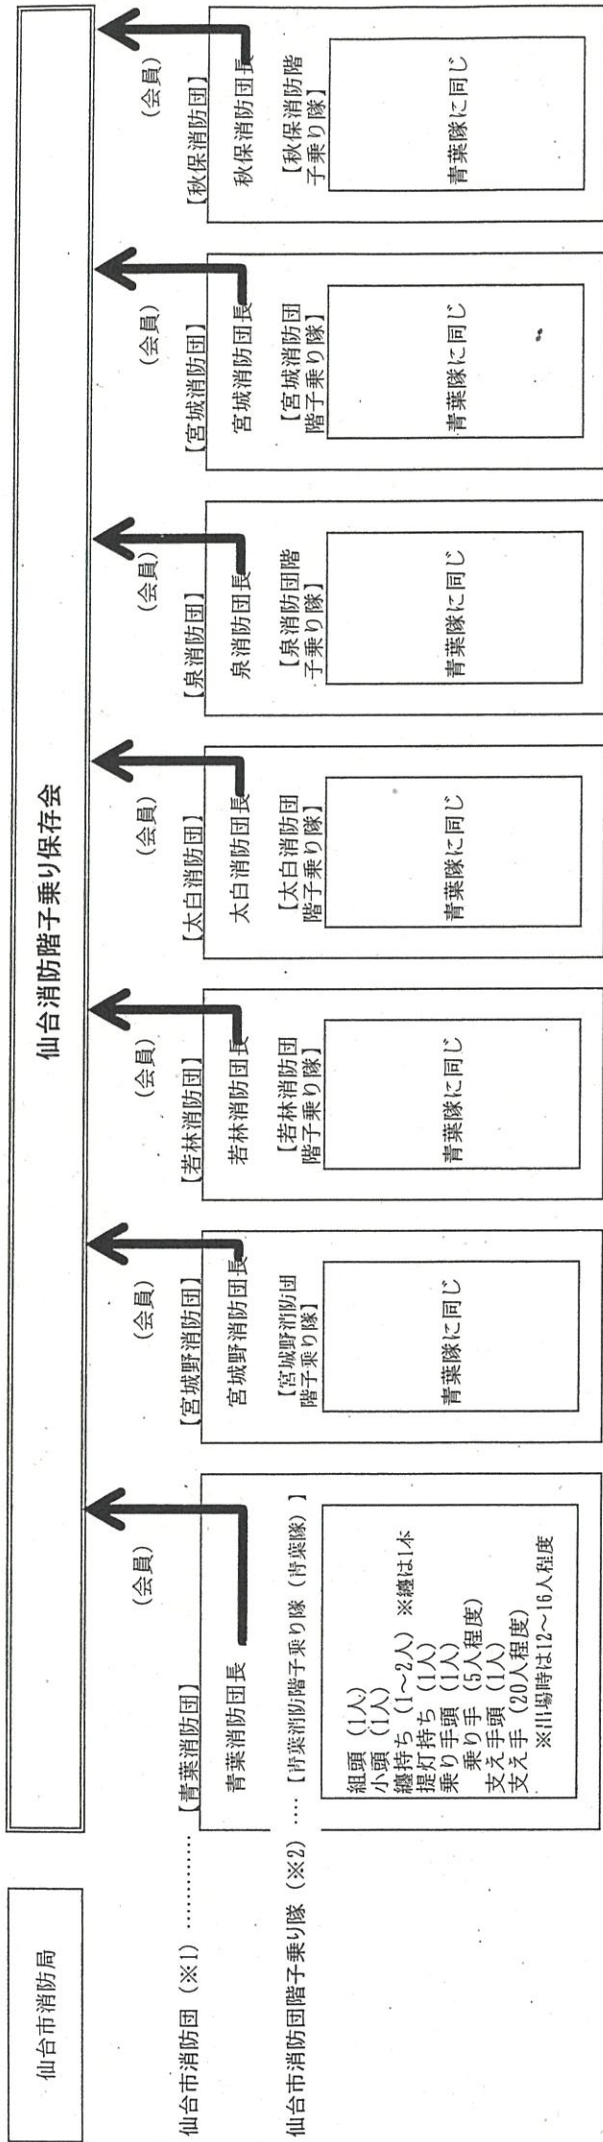 仙台市消防局
仙台消防階子乗り保存会
仙台市消防団 (※1) ……………
仙台市消防団階子乗り隊 (※2) ….
(会員)
【青葉消防団】
青葉消防団長
【青葉消防階子乗り隊 (青葉隊) 】
組頭 (1人)
小頭 (1人)
纏持ち (1~2人) ※纏は1本
提灯持ち (1人)
乗り手頭 (1人)
乗り手 (5人程度)
支え手頭 (1人)
支え手 (20人程度)
※出場時は12~16人程度
(会員)
【宮城野消防団】
宮城野消防団長
【宮城野消防団
階子乗り隊】
青葉隊に同じ
(会員)
【若林消防団】
若林消防団長
【若林消防団
階子乗り隊】
青葉隊に同じ
(会員)
【太白消防団】
太白消防団長
【太白消防団
階子乗り隊】
青葉隊に同じ
(会員)
【泉消防団】
泉消防団長
【泉消防団階
子乗り隊】
青葉隊に同じ
(会員)
【宮城消防団】
宮城消防団長
【宮城消防団
階子乗り隊】
青葉隊に同じ
(会員)
【秋保消防団】
秋保消防団長
【秋保消防階
子乗り隊】
青葉隊に同じ